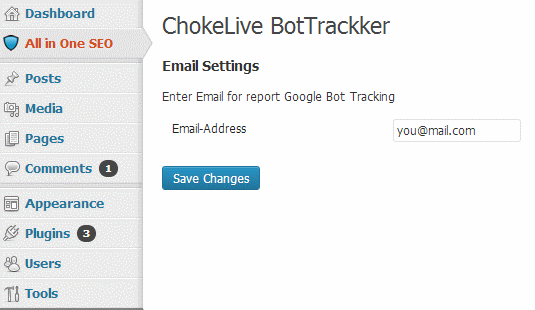 Dashboard
All in One SEO
Posts
Media
Pages
Comments 1
Appearance
Plugins 3
Users
Tools
ChokeLive BotTrackker
Email Settings
Enter Email for report Google Bot Tracking
Email-Address you@mail.com
Save Changes